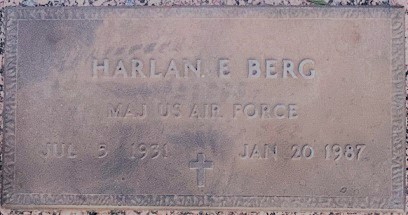 HARLAN E BERG
MAJ US AIR FORCE
JUL 5 1931 JAN 20 1987